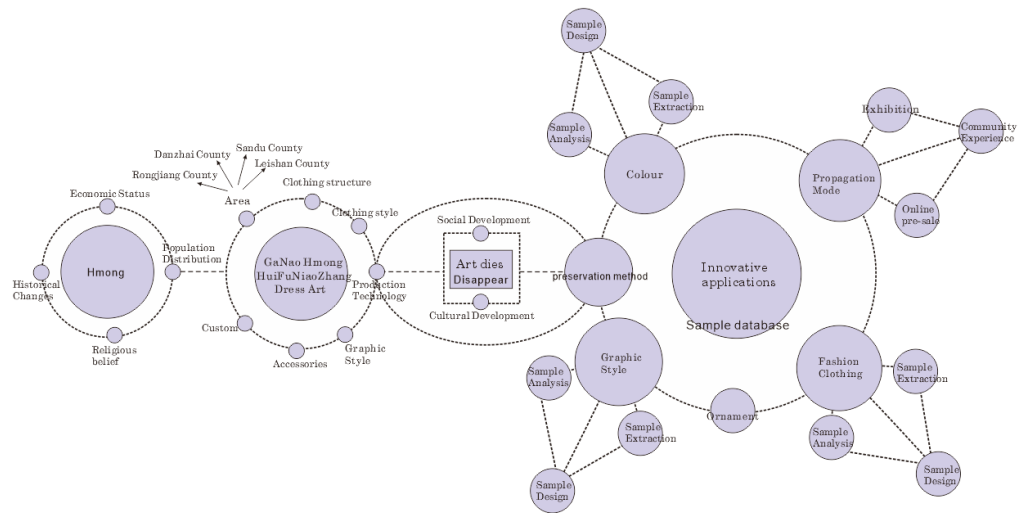 Economic Status
Hmong
Historical
Changes
Population
Distribution
Religious
belief
Danzhai County
Sandu County
Leishan County
Rongjiang County
Area
Clothing structure
Clothing style
GaNao Hmong
HuiFuNiaoZhang
Dress Art
Production
Technology
Custom
Accessories
Graphic
Style
Social Development
Art dies
Disappear
Cultural Development
preservation method
Sample
Design
Sample
Extraction
Sample
Analysis
Colour
Exhibition
Community
Experience
Propagation
Mode
Online
pre-sale
Innovative
applications
Sample database
Graphic
Style
Sample
Analysis
Sample
Extraction
Sample
Design
Ornament
Fashion
Clothing
Sample
Extraction
Sample
Analysis
Sample
Design